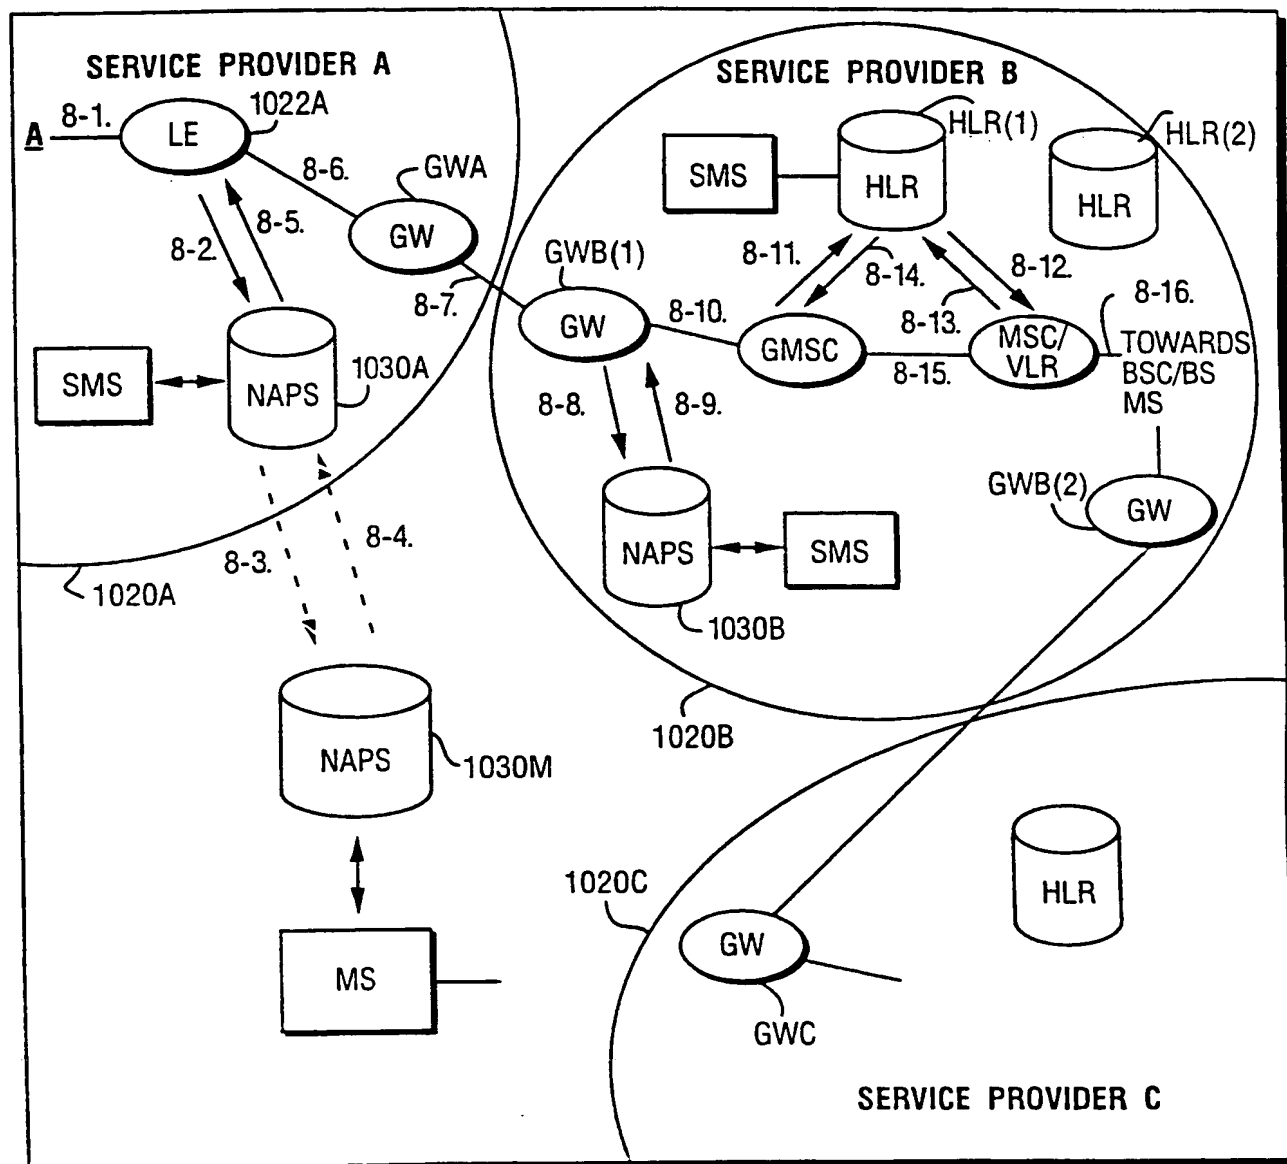 SERVICE PROVIDER A
A
8-1.
LE
1022A
8-6.
GWA
GW
8-2.
8-5.
8-7.
SMS
NAPS
1030A
8-3.
8-4.
1020A
NAPS
1030M
MS
SERVICE PROVIDER B
HLR(1)
HLR(2)
SMS
HLR
HLR
8-11.
8-14.
8-12.
8-13.
8-16.
GWB(1)
GW
8-10.
GMSC
8-15.
MSC/
VLR
TOWARDS
BSC/BS
MS
8-8.
8-9.
GWB(2)
GW
NAPS
SMS
1030B
1020B
1020C
GW
GWC
HLR
SERVICE PROVIDER C